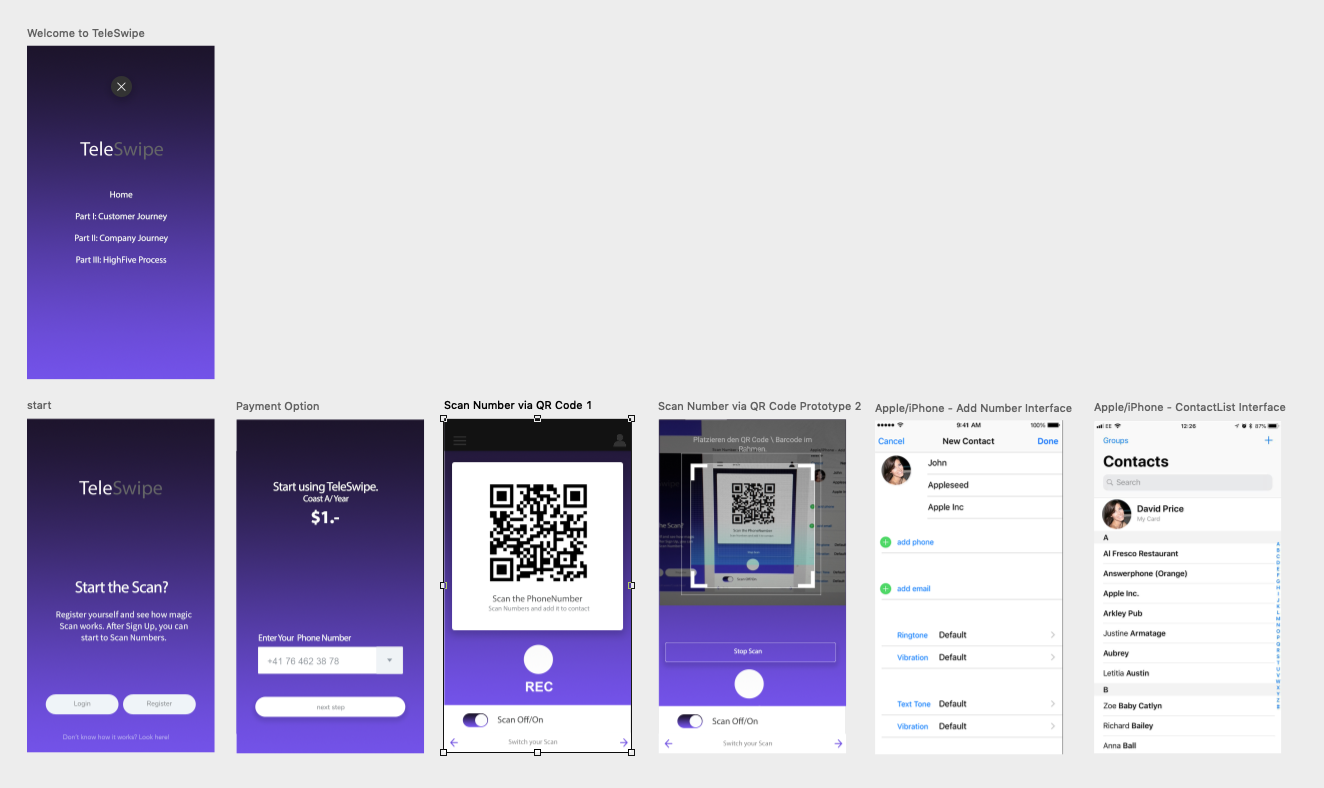 Welcome to TeleSwipe
TeleSwipe
Home
Part I: Customer Journey
Part II: Company Journey
Part III: HighFive Process
start
TeleSwipe
Start the Scan?
Register yourself and see how magic
Scan works. After Sign Up, you can
start to Scan Numbers.
Login
Register
Don't know how it works? Look here!
Payment Option
Start using TeleSwipe.
Coast A/Year
$1.-
Enter Your Phone Number
+41 76 462 38 78
next step
Scan Number via QR Code 1
Scan the PhoneNumber
Scan Numbers and add it to contact
REC
Scan Off/On
Switch your Scan
Scan Number via QR Code Prototype 2
Platzieren den QR Code \ Barcode im
Rahmen.
Scan the PhoneNumber
Scan Off/On
Stop Scan
Scan Off/On
Switch your Scan
Apple/iPhone - Add Number Interface
9:41 AM
100%
Cancel
New Contact
Done
John
Appleseed
Apple Inc
add phone
add email
Ringtone Default
Vibration Default
Text Tone Default
Vibration Default
Apple/iPhone - ContactList Interface
EE
12:26
87%
Groups
+
Contacts
Search
David Price
My Card
A
Al Fresco Restaurant
Answerphone (Orange)
Apple Inc.
Arkley Pub
Justine Armatage
Aubrey
Letitia Austin
B
Zoe Baby Catlyn
Richard Bailey
Anna Ball